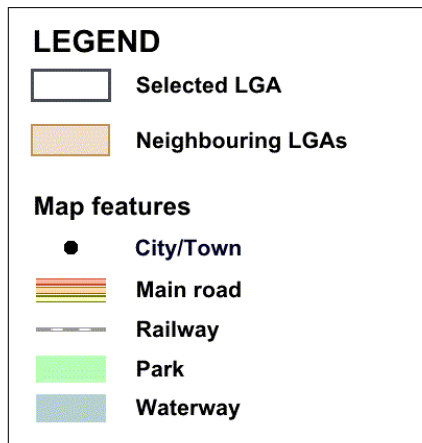 LEGEND
Selected LGA
Neighbouring LGAs
Map features
City/Town
Main road
Railway
Park
Waterway